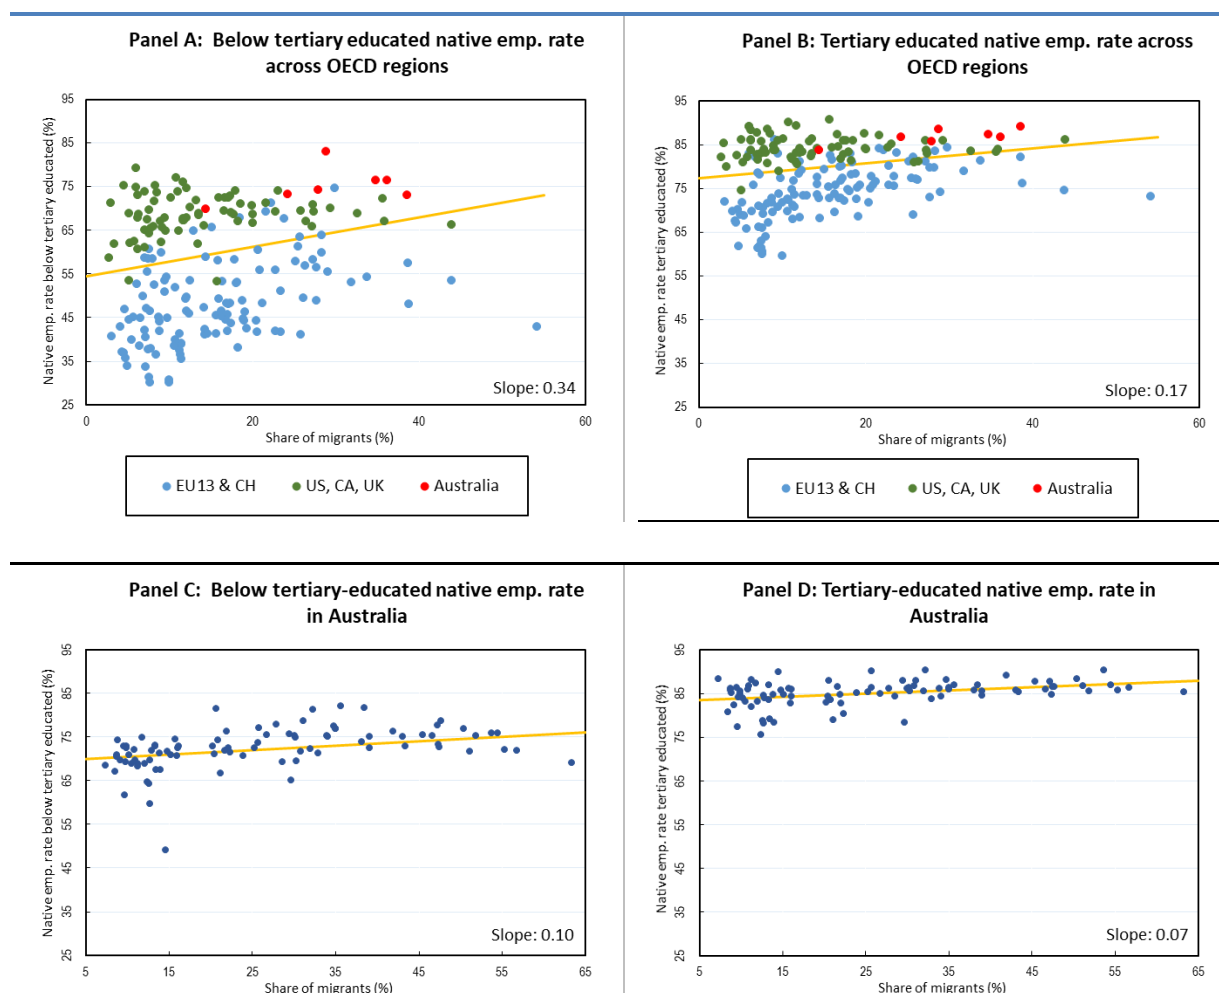 Panel A:  Below tertiary educated native emp. rate
across OECD regions
Native emp. rate below tertiary educated (%)
95
85
75
65
55
45
35
25
Slope: 0.34
0
20
40
60
Share of migrants (%)
EU13 & CH
US, CA, UK
Australia
Panel B: Tertiary educated native emp. rate across
OECD regions
Native emp. rate tertiary educated (%)
95
85
75
65
55
45
35
25
Slope: 0.17
0
20
40
60
Share of migrants (%)
EU13 & CH
US, CA, UK
Australia
Panel C:  Below tertiary-educated native emp. rate
in Australia
Native emp. rate below tertiary educated (%)
95
85
75
65
55
45
35
25
Slope: 0.10
5
15
25
35
45
55
65
Share of migrants (%)
Panel D: Tertiary-educated native emp. rate in
Australia
Native emp. rate tertiary educated (%)
95
85
75
65
55
45
35
25
Slope: 0.07
5
15
25
35
45
55
65
Share of migrants (%)